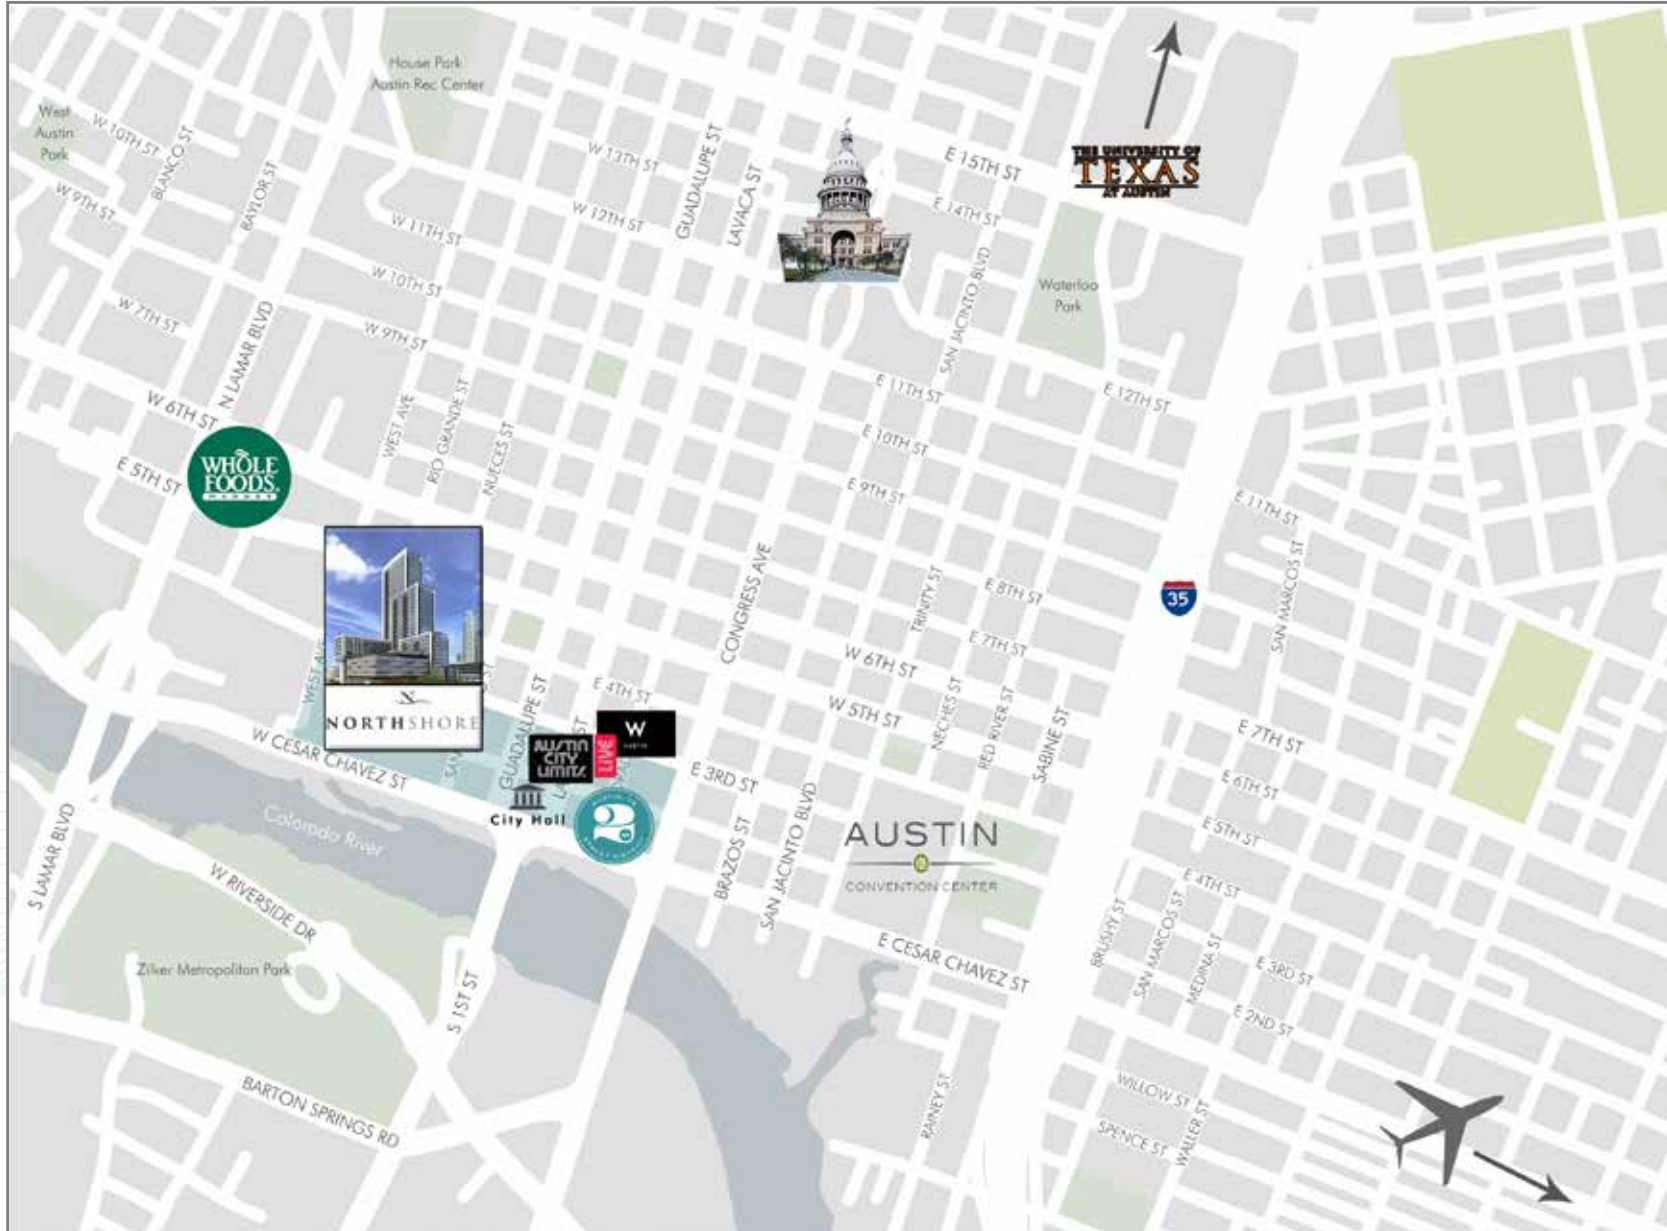 House Park
Austin Rec Center
West
Austin
Park
W 10TH ST
BLANCO ST
W 9TH ST
BAYLOR ST
W 13TH ST
GUADALUPE ST
LAVACA ST
E 15TH ST
THE UNIVERSITY OF
TEXAS
AT AUSTIN
W 11TH ST
W 12TH ST
E 14TH ST
W 10TH ST
SAN JACINTO BLVD
Waterloo
Park
W 7TH ST
N LAMAR BLVD
W 9TH ST
W 6TH ST
WEST AVE
RIO GRANDE ST
NUECES ST
E 11TH ST
E 12TH ST
E 10TH ST
E 5TH ST
WHOLE
FOODS
MARKET
E 9TH ST
E 11TH ST
CONGRESS AVE
TRINITY ST
E 8TH ST
35
SAN MARCOS ST
E 7TH ST
W 6TH ST
WEST AVE
NORTHSHORE
GUADALUPE ST
E 4TH ST
W 5TH ST
NECHES ST
RED RIVER ST
SABINE ST
E 7TH ST
W
AUSTIN
AUSTIN
CITY
LIMITS
LIVE
W CESAR CHAVEZ ST
E 3RD ST
E 6TH ST
City Hall
2
Colorado River
BRAZOS ST
SAN JACINTO BLVD
AUSTIN
CONVENTION CENTER
E 5TH ST
S LAMAR BLVD
W RIVERSIDE DR
E 4TH ST
BRUSHY ST
SAN MARCOS ST
MEDINA ST
E CESAR CHAVEZ ST
E 3RD ST
Zilker Metropolitan Park
S 1ST ST
E 2ND ST
BARTON SPRINGS RD
RAINEY ST
WILLOW ST
SPENCE ST
WALLER ST